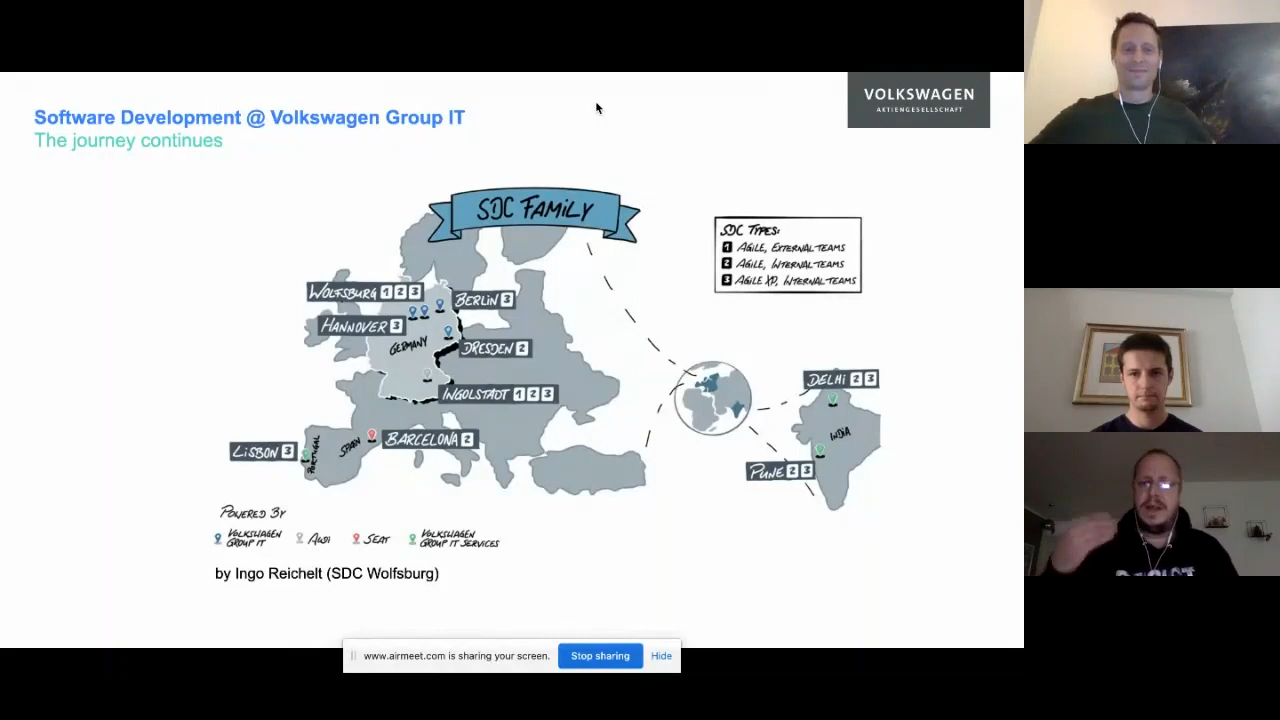 Software Development @ Volkswagen Group IT
The journey continues
VOLKSWAGEN
AKTIENGESELLSCHAFT
SDC FAMILY
SDC TYPES:
1 AGILE, EXTERNAL TEAMS
2 AGILE, INTERNAL TEAMS
3 AGILE XP, INTERNAL TEAMS
WOLFSBURG 1 2 3
BERLIN 3
HANNOVER 3
GERMANY
DRESDEN 2
INGOLSTADT 1 2 3
DELHI 2 3
INDIA
LISBON 3
PORTUGAL
SPAIN
BARCELONA 2
PUNE 2 3
POWERED BY
VOLKSWAGEN
GROUP IT
AUDI
SEAT
VOLKSWAGEN
GROUP IT SERVICES
by Ingo Reichelt (SDC Wolfsburg)
www.airmeet.com is sharing your screen.
Stop sharing
Hide